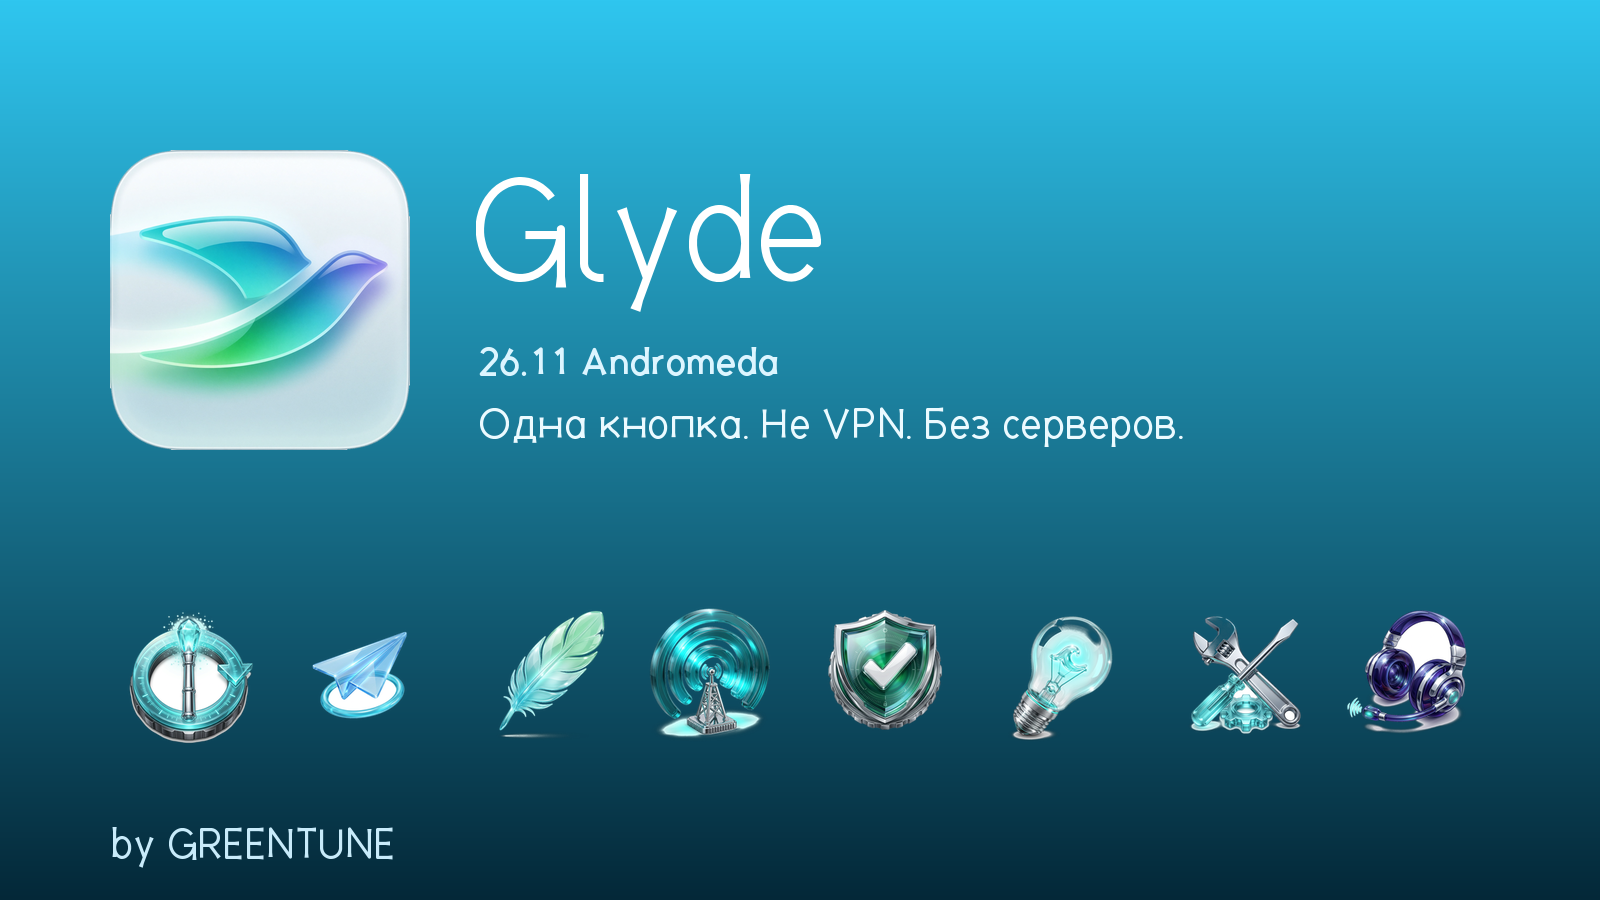 Glyde
26.11 Andromeda
Одна кнопка. Не VPN. Без серверов.
by GREENTUNE